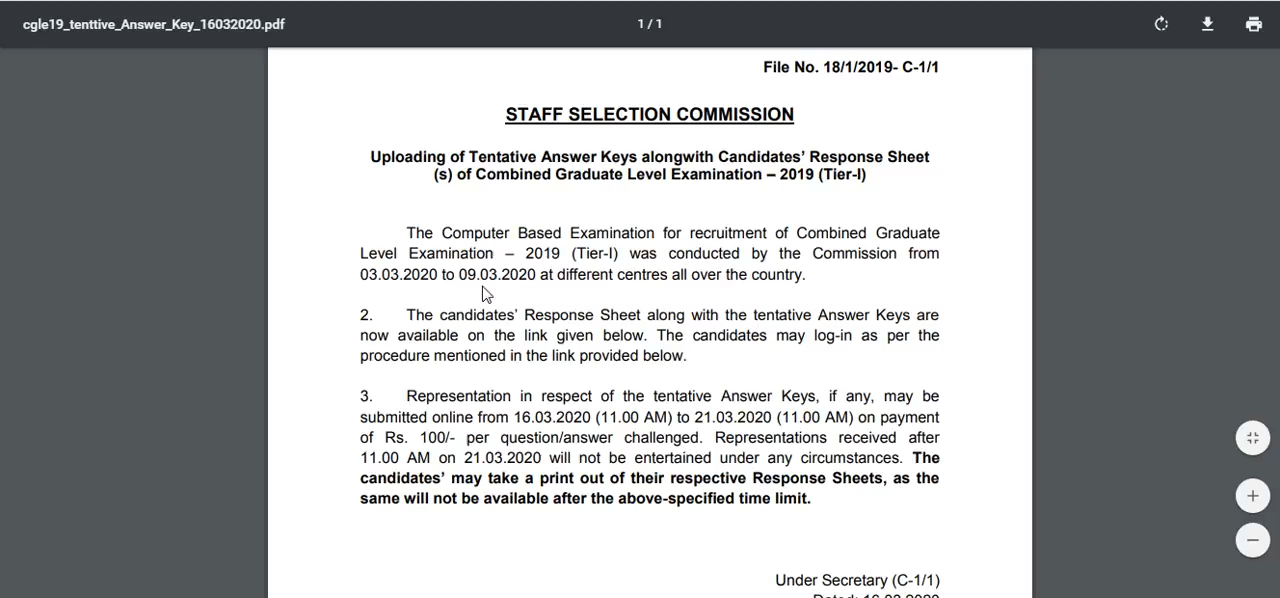 cgle19_tenttive_Answer_Key_16032020.pdf
1 / 1
File No. 18/1/2019- C-1/1
STAFF SELECTION COMMISSION
Uploading of Tentative Answer Keys alongwith Candidates’ Response Sheet
(s) of Combined Graduate Level Examination – 2019 (Tier-I)
The Computer Based Examination for recruitment of Combined Graduate
Level Examination – 2019 (Tier-I) was conducted by the Commission from
03.03.2020 to 09.03.2020 at different centres all over the country.
2. The candidates’ Response Sheet along with the tentative Answer Keys are
now available on the link given below. The candidates may log-in as per the
procedure mentioned in the link provided below.
3. Representation in respect of the tentative Answer Keys, if any, may be
submitted online from 16.03.2020 (11.00 AM) to 21.03.2020 (11.00 AM) on payment
of Rs. 100/- per question/answer challenged. Representations received after
11.00 AM on 21.03.2020 will not be entertained under any circumstances. The
candidates’ may take a print out of their respective Response Sheets, as the
same will not be available after the above-specified time limit.
Under Secretary (C-1/1)
Dated: 16.03.2020